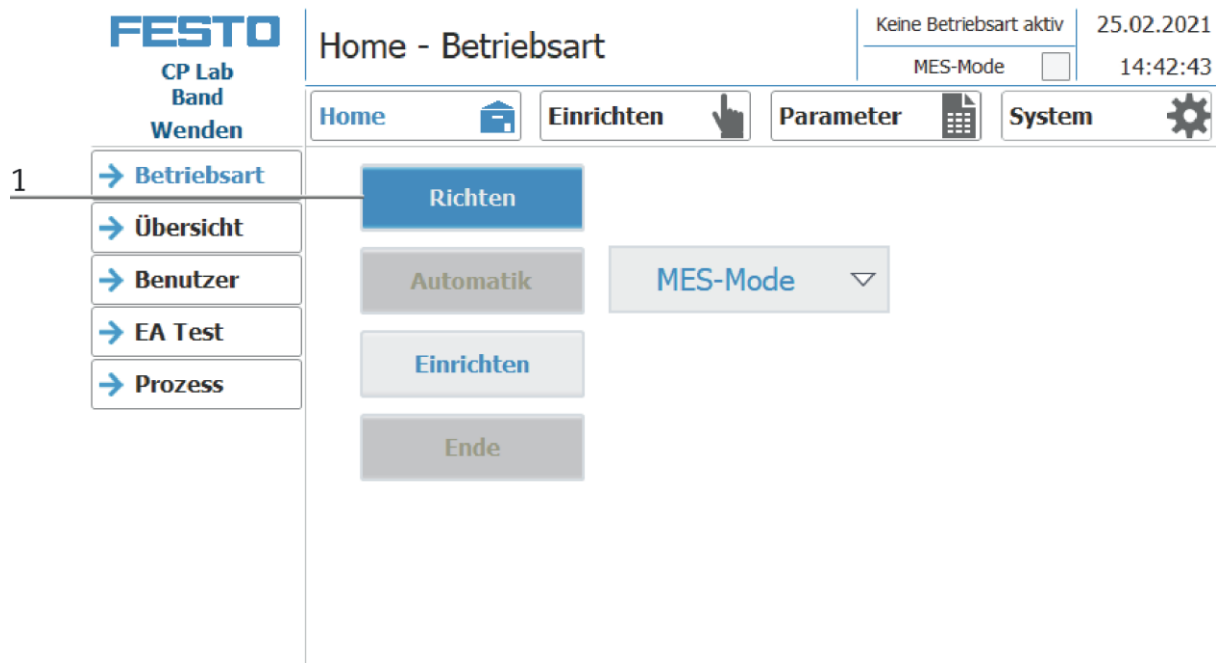 FESTO
CP Lab
Band
Wenden
Home - Betriebsart
Keine Betriebsart aktiv
MES-Mode
25.02.2021
14:42:43
Home
Einrichten
Parameter
System
1
Betriebsart
Übersicht
Benutzer
EA Test
Prozess
Richten
Automatik
MES-Mode
Einrichten
Ende